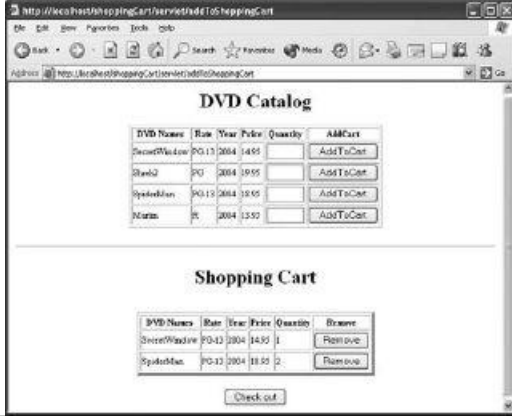 http://localhost/shoppingCart/servlet/addToShoppingCart
File Edit View Favorites Tools Help
Back Search Favorites Media
Address http://localhost/shoppingCart/servlet/addToShoppingCart Go
DVD Catalog
DVD Names Rate Year Price Quantity AddCart
SecretWindow PG-13 2004 14.95 AddToCart
PG 2004 19.95 AddToCart
SpiderMan PG-13 2004 18.95 AddToCart
R 2004 13.95 AddToCart
Shopping Cart
DVD Names Rate Year Price Quantity Remove
SecretWindow PG-13 2004 14.95 1 Remove
SpiderMan PG-13 2004 18.95 2 Remove
Check out